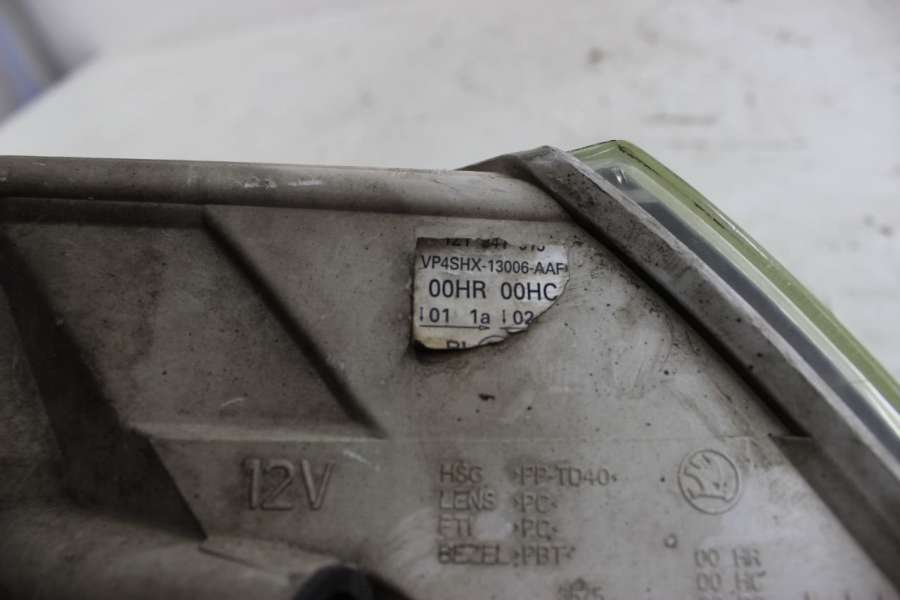 VP4SHX-13006-AAF
00HR 00HC
01 1a 02
12V
HSG >PP-TD40<
LENS >PC<
FTI >PC<
BEZEL >PBT<
00 HR
00 HC